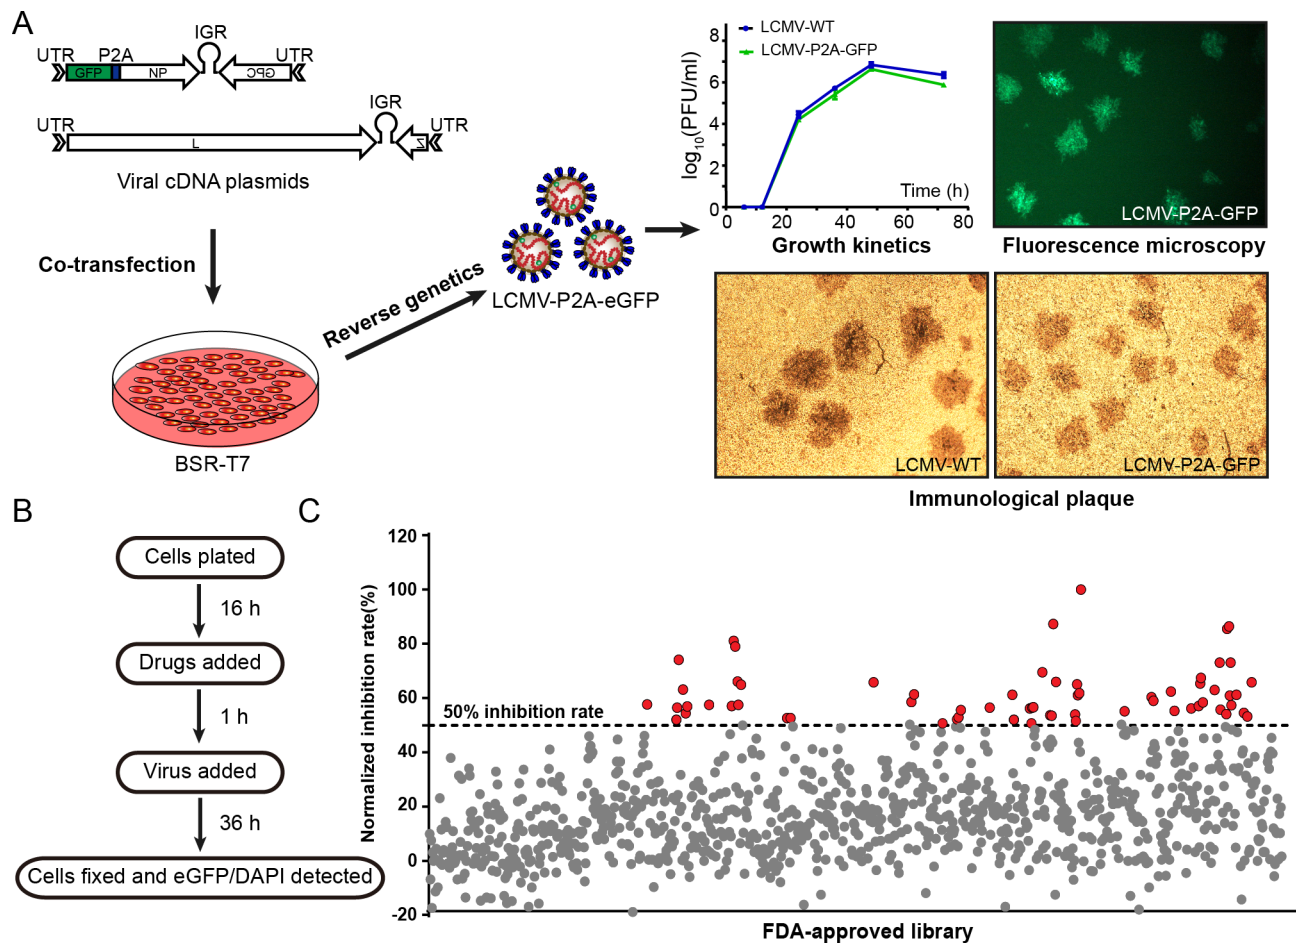 A
UTR
P2A
IGR
UTR
GFP
NP
GPC
UTR
IGR
UTR
L
Z
Viral cDNA plasmids
Co-transfection
BSR-T7
Reverse genetics
LCMV-P2A-eGFP
LCMV-WT
LCMV-P2A-GFP
log10(PFU/ml)
8
6
4
2
0
0 20 40 60 80
Time (h)
Growth kinetics
LCMV-P2A-GFP
Fluorescence microscopy
LCMV-WT
LCMV-P2A-GFP
Immunological plaque
B
Cells plated
16 h
Drugs added
1 h
Virus added
36 h
Cells fixed and eGFP/DAPI detected
C
Normalized inhibition rate(%)
120
100
80
60
40
20
0
-20
50% inhibition rate
FDA-approved library